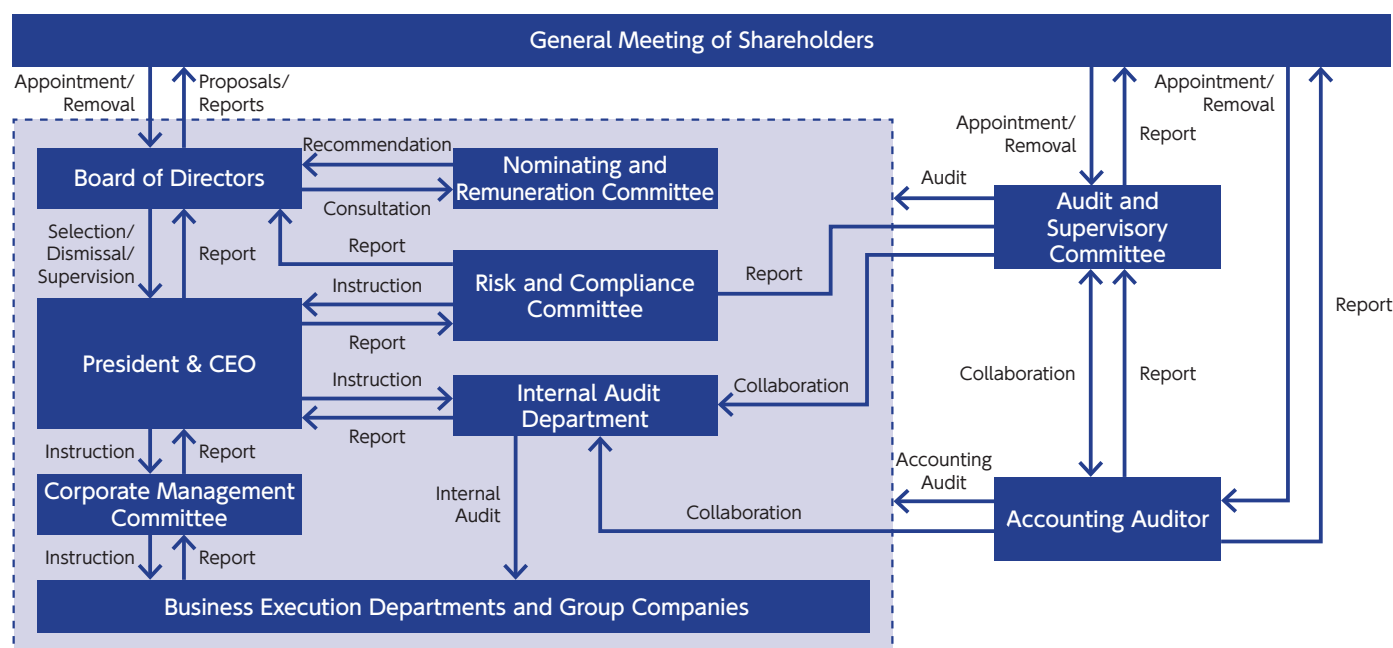 General Meeting of Shareholders
Appointment/
Removal
Proposals/
Reports
Appointment/
Removal
Report
Appointment/
Removal
Report
Board of Directors
Recommendation
Consultation
Nominating and
Remuneration Committee
Audit
Audit and
Supervisory
Committee
Selection/
Dismissal/
Supervision
Report
Report
Instruction
Report
Risk and Compliance
Committee
Report
President & CEO
Instruction
Report
Internal Audit
Department
Collaboration
Collaboration
Report
Instruction
Report
Corporate Management
Committee
Internal
Audit
Collaboration
Accounting
Audit
Accounting Auditor
Instruction
Report
Business Execution Departments and Group Companies